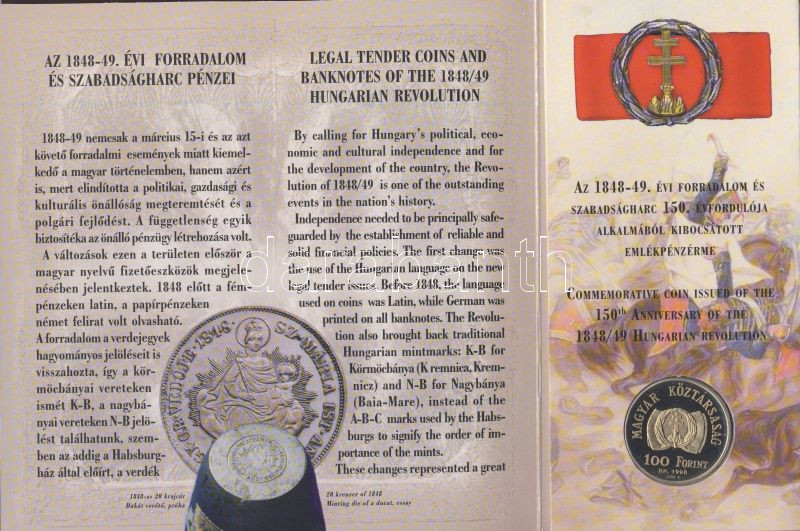 AZ 1848-49. ÉVI FORRADALOM
ÉS SZABADSÁGHARC PÉNZEI
1848-49 nemcsak a március 15-i és az azt
követő forradalmi események miatt kiemel-
kedő a magyar történelemben, hanem azért
is, mert elindította a politikai, gazdasági és
kulturális önállóság megteremtését és a
polgári fejlődést. A függetlenség egyik
biztosítéka az önálló pénzügy létrehozása volt.
A változások ezen a területen először a
magyar nyelvű fizetőeszközök megjele-
nésében jelentkeztek. 1848 előtt a fém-
pénzeken latin, a papírpénzeken
német felirat volt olvasható.
A forradalom a verdejegyek
hagyományos jelöléseit is
visszahozta, így a kör-
möcbányai vereteken
ismét K-B, a nagybá-
nyai vereteken N-B jelö-
lést találhatunk, szem-
ben az addig a Habsburg-
ház által előírt, a verdék
1848-as 20 krajcár
Dukát verőtő, próba
LEGAL TENDER COINS AND
BANKNOTES OF THE 1848/49
HUNGARIAN REVOLUTION
By calling for Hungary's political, eco-
nomic and cultural independence and for
the development of the country, the Revo-
lution of 1848/49 is one of the outstanding
events in the nation's history.
Independence needed to be principally safe-
guarded by the establishment of reliable and
solid financial policies. The first change was
the use of the Hungarian language on the new
legal tender issues. Before 1848, the language
used on coins was Latin, while German was
printed on all banknotes. The Revolu-
tion also brought back traditional
Hungarian mintmarks: K-B for
Körmöcbánya (Kremnica, Krem-
niez) and N-B for Nagybánya
(Baia-Mare), instead of the
A-B-C marks used by the Habs-
burgs to signify the order of im-
portance of the mints.
These changes represented a great
20 kreuzer of 1848
Minting die of a ducat, essay
AZ 1848-49. ÉVI FORRADALOM ÉS
SZABADSÁGHARC 150. ÉVFORDULÓJA
ALKALMÁBÓL KIBOCSÁTOTT
EMLÉKPÉNZÉRME
COMMEMORATIVE COIN ISSUED OF THE
150th ANNIVERSARY OF THE
1848/49 HUNGARIAN REVOLUTION
MAGYAR KÖZTÁRSASÁG
100 FORINT
BP. 1998
darabanth